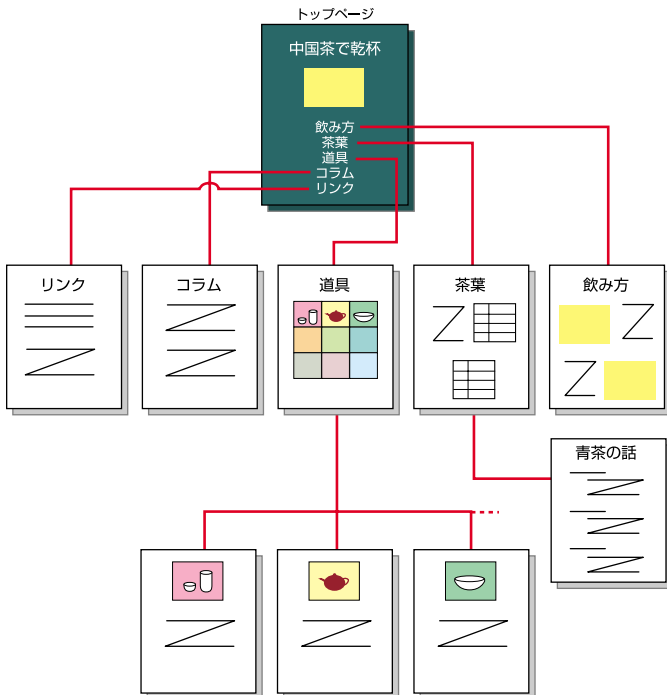 トップページ
中国茶で乾杯
飲み方
茶葉
道具
コラム
リンク
リンク
コラム
道具
茶葉
飲み方
青茶の話